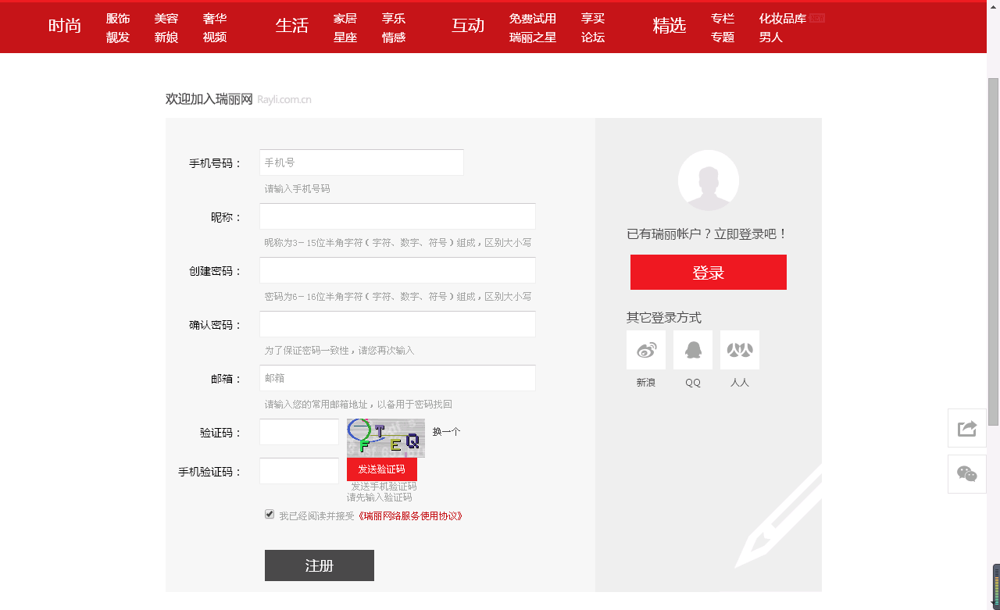 时尚 服饰 美容 奢华 生活 家居 享乐 互动 免费试用 享买 精选 专栏 化妆品库 NEW
靓发 新娘 视频 星座 情感 瑞丽之星 论坛 专题 男人
欢迎加入瑞丽网 Rayli.com.cn
手机号码： 手机号
请输入手机号码
昵称：
昵称为3－15位半角字符（字符、数字、符号）组成，区别大小写
创建密码：
密码为6－16位半角字符（字符、数字、符号）组成，区别大小写
确认密码：
为了保证密码一致性，请您再次输入
邮箱： 邮箱
请输入您的常用邮箱地址，以备用于密码找回
验证码： T F E Q 换一个
手机验证码： 发送验证码
发送手机验证码
请先输入验证码
我已经阅读并接受《瑞丽网络服务使用协议》
注册
已有瑞丽帐户？立即登录吧！
登录
其它登录方式
新浪 QQ 人人